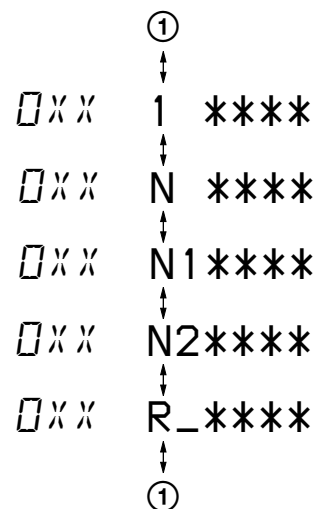 ①
0XX 1 ****
0XX N ****
0XX N1****
0XX N2****
0XX R_****
①